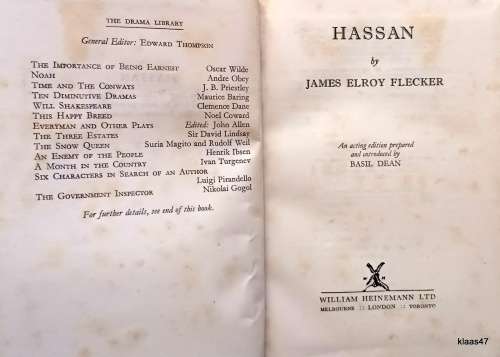 THE DRAMA LIBRARY
General Editor: EDWARD THOMPSON
THE IMPORTANCE OF BEING EARNEST Oscar Wilde
NOAH Andre Obey
TIME AND THE CONWAYS J. B. Priestley
TEN DIMINUTIVE DRAMAS Maurice Baring
WILL SHAKESPEARE Clemence Dane
THIS HAPPY BREED Noel Coward
EVERYMAN AND OTHER PLAYS Edited: John Allen
THE THREE ESTATES Sir David Lindsay
THE SNOW QUEEN Suria Magito and Rudolf Weil
AN ENEMY OF THE PEOPLE Henrik Ibsen
A MONTH IN THE COUNTRY Ivan Turgenev
SIX CHARACTERS IN SEARCH OF AN AUTHOR
Luigi Pirandello
THE GOVERNMENT INSPECTOR
Nikolai Gogol
For further details, see end of this book.
HASSAN
by
JAMES ELROY FLECKER
An acting edition prepared
and introduced by
BASIL DEAN
WILLIAM HEINEMANN LTD
MELBOURNE :: LONDON :: TORONTO
klaas47